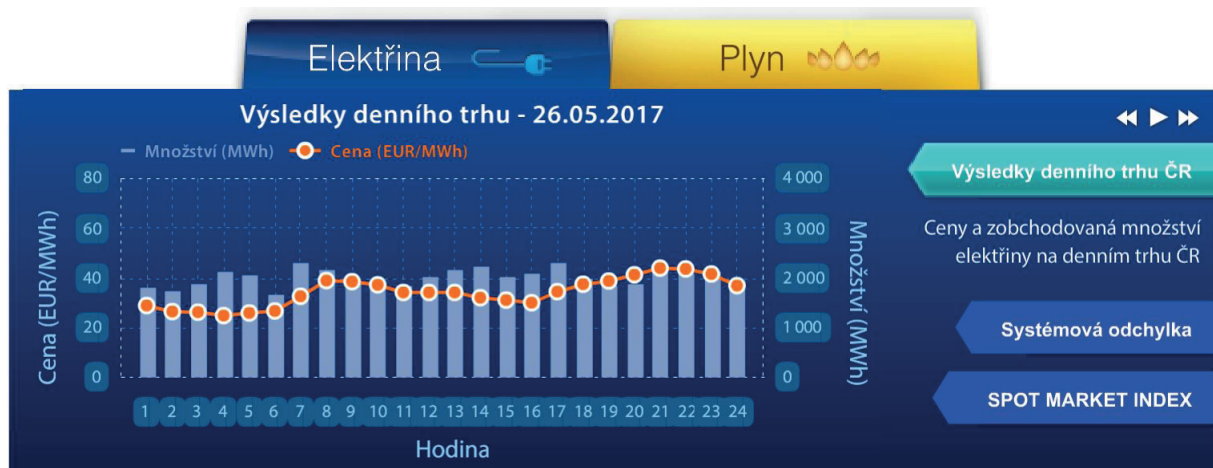 Elektřina
Plyn
Výsledky denního trhu - 26.05.2017
Množství (MWh) Cena (EUR/MWh)
Cena (EUR/MWh)
80
60
40
20
0
4 000
3 000
2 000
1 000
0
Množství (MWh)
1 2 3 4 5 6 7 8 9 10 11 12 13 14 15 16 17 18 19 20 21 22 23 24
Hodina
Výsledky denního trhu ČR
Ceny a zobchodovaná množství
elektřiny na denním trhu ČR
Systémová odchylka
SPOT MARKET INDEX